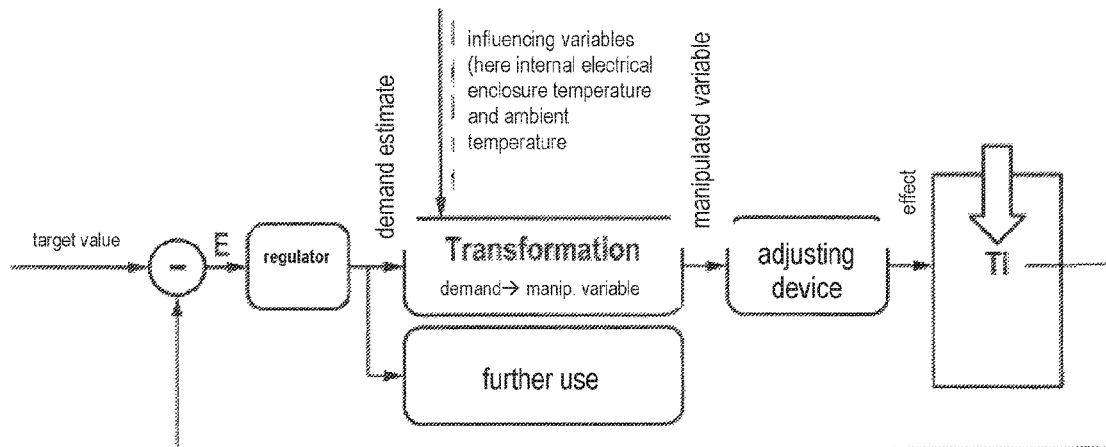 influencing variables
(here internal electrical
enclosure temperature
and ambient
temperature
demand estimate
manipulated variable
effect
target value
−
E
regulator
Transformation
demand→ manip. variable
adjusting
device
TI
further use